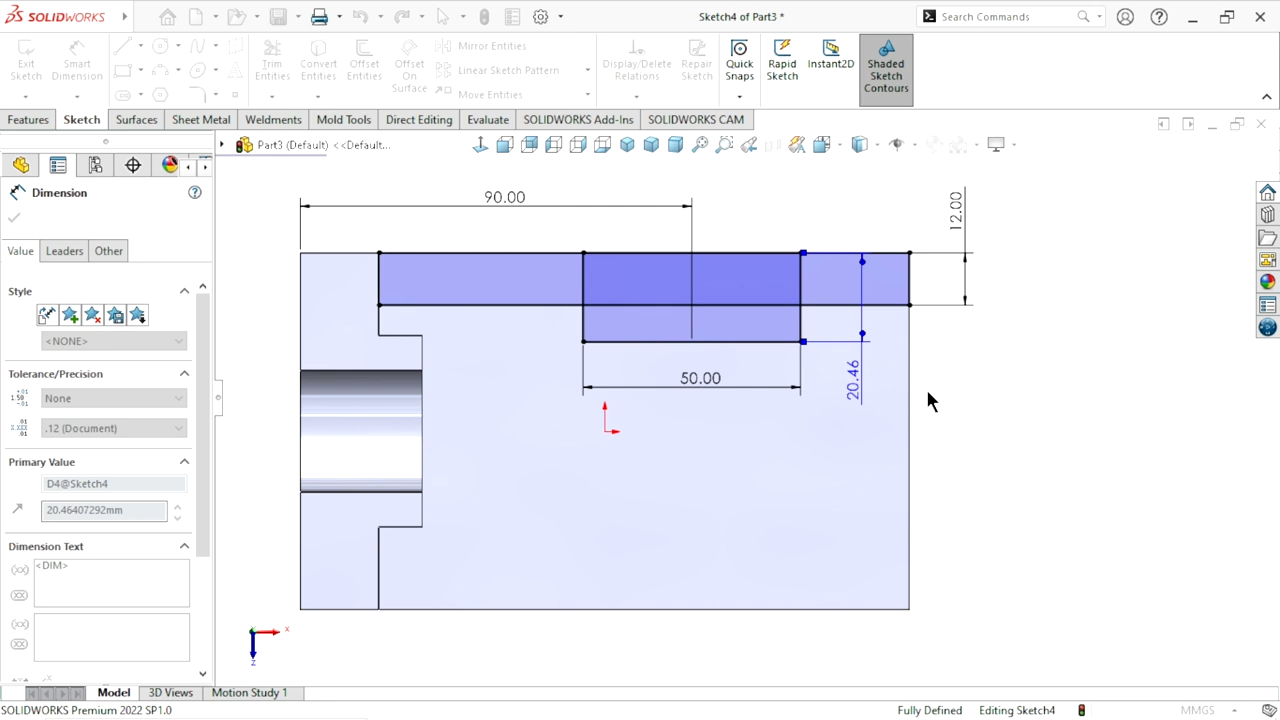 SOLIDWORKS
Sketch4 of Part3 *
Search Commands
Exit Sketch
Smart Dimension
Trim Entities
Convert Entities
Offset Entities
Offset On Surface
Mirror Entities
Linear Sketch Pattern
Move Entities
Display/Delete Relations
Repair Sketch
Quick Snaps
Rapid Sketch
Instant2D
Shaded Sketch Contours
Features
Sketch
Surfaces
Sheet Metal
Weldments
Mold Tools
Direct Editing
Evaluate
SOLIDWORKS Add-Ins
SOLIDWORKS CAM
Part3 (Default) <<Default...
Dimension
Value
Leaders
Other
Style
<NONE>
Tolerance/Precision
None
.12 (Document)
Primary Value
D4@Sketch4
20.46407292mm
Dimension Text
<DIM>
90.00
12.00
50.00
20.46
x
z
Model
3D Views
Motion Study 1
SOLIDWORKS Premium 2022 SP1.0
Fully Defined
Editing Sketch4
MMGS